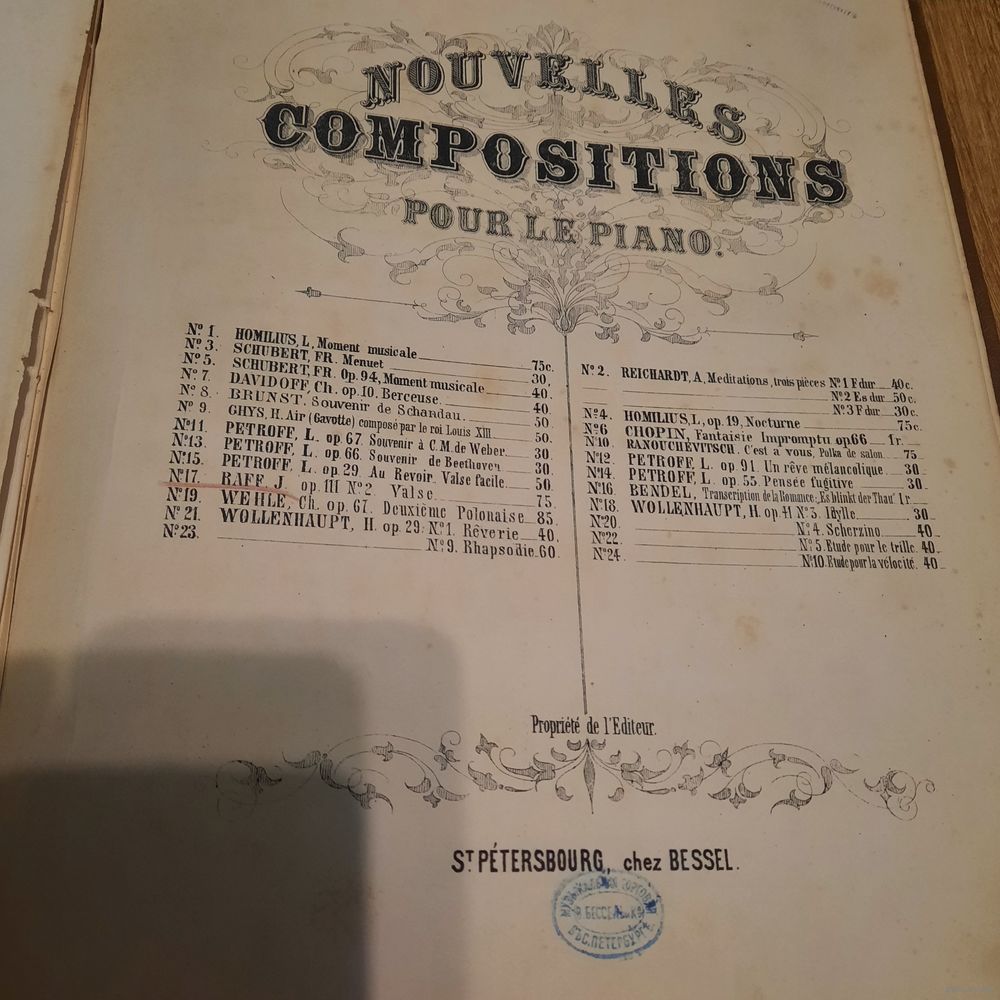 NOUVELLES
COMPOSITIONS
POUR LE PIANO.
Nº 1. HOMILIUS, L, Moment musicale 75c.
Nº 3. SCHUBERT, FR. Menuet 30,
Nº 5. SCHUBERT, FR. Op. 94, Moment musicale 40.
Nº 7. DAVIDOFF, Ch. op. 10. Berceuse. 40.
Nº 8. BRUNST. Souvenir de Schandau. 50.
Nº 9. GHYS, H. Air (Gavotte) composé par le roi Louis XIII 50.
Nº 11. PETROFF, L. op. 67. Souvenir à C. M. de Weber. 30.
Nº 13. PETROFF, L. op. 66. Souvenir de Beethoven 30.
Nº 15. PETROFF, L. op. 29. Au Revoir. Valse facile. 50.
Nº 17. RAFF, J. op. 111 Nº 2. Valse 75.
Nº 19. WEHLE, Ch. op. 67. Deuxième Polonaise 85.
Nº 21. WOLLENHAUPT, H. op. 29. Nº 1. Rêverie 40,
Nº 23. Nº 9. Rhapsodie. 60.
Nº 2. REICHARDT, A, Meditations, trois pièces Nº 1 F dur 40c.
Nº 2 Es dur 50c.
Nº 3 F dur 30c.
Nº 4. HOMILIUS, L, op. 19, Nocturne 75c.
Nº 6 CHOPIN, Fantaisie Impromptu op 66 1r.
Nº 10. RANOUCHÉVITSCH. C'est a vous, Polka de salon 75
Nº 12. PETROFF, L. op. 91. Un rêve mélancolique 30
Nº 14. PETROFF, L. op. 55. Pensée fugitive 30
Nº 16. BENDEL, Transcription de la Romance „Es blinkt der Thau" 1 r
Nº 18. WOLLENHAUPT, H. op. 41 Nº 3. Idylle 30
Nº 20. Nº 4. Scherzino 40
Nº 22. Nº 5. Etude pour le trille. 40
Nº 24 Nº 10. Etude pour la vélocité. 40
Propriété de l'Editeur.
ST. PÉTERSBOURG, chez BESSEL.
МУЗЫКАЛЬНАЯ ТОРГОВЛЯ
В. БЕССЕЛЬ и Кº
ВЪ С. ПЕТЕРБУРГѢ.